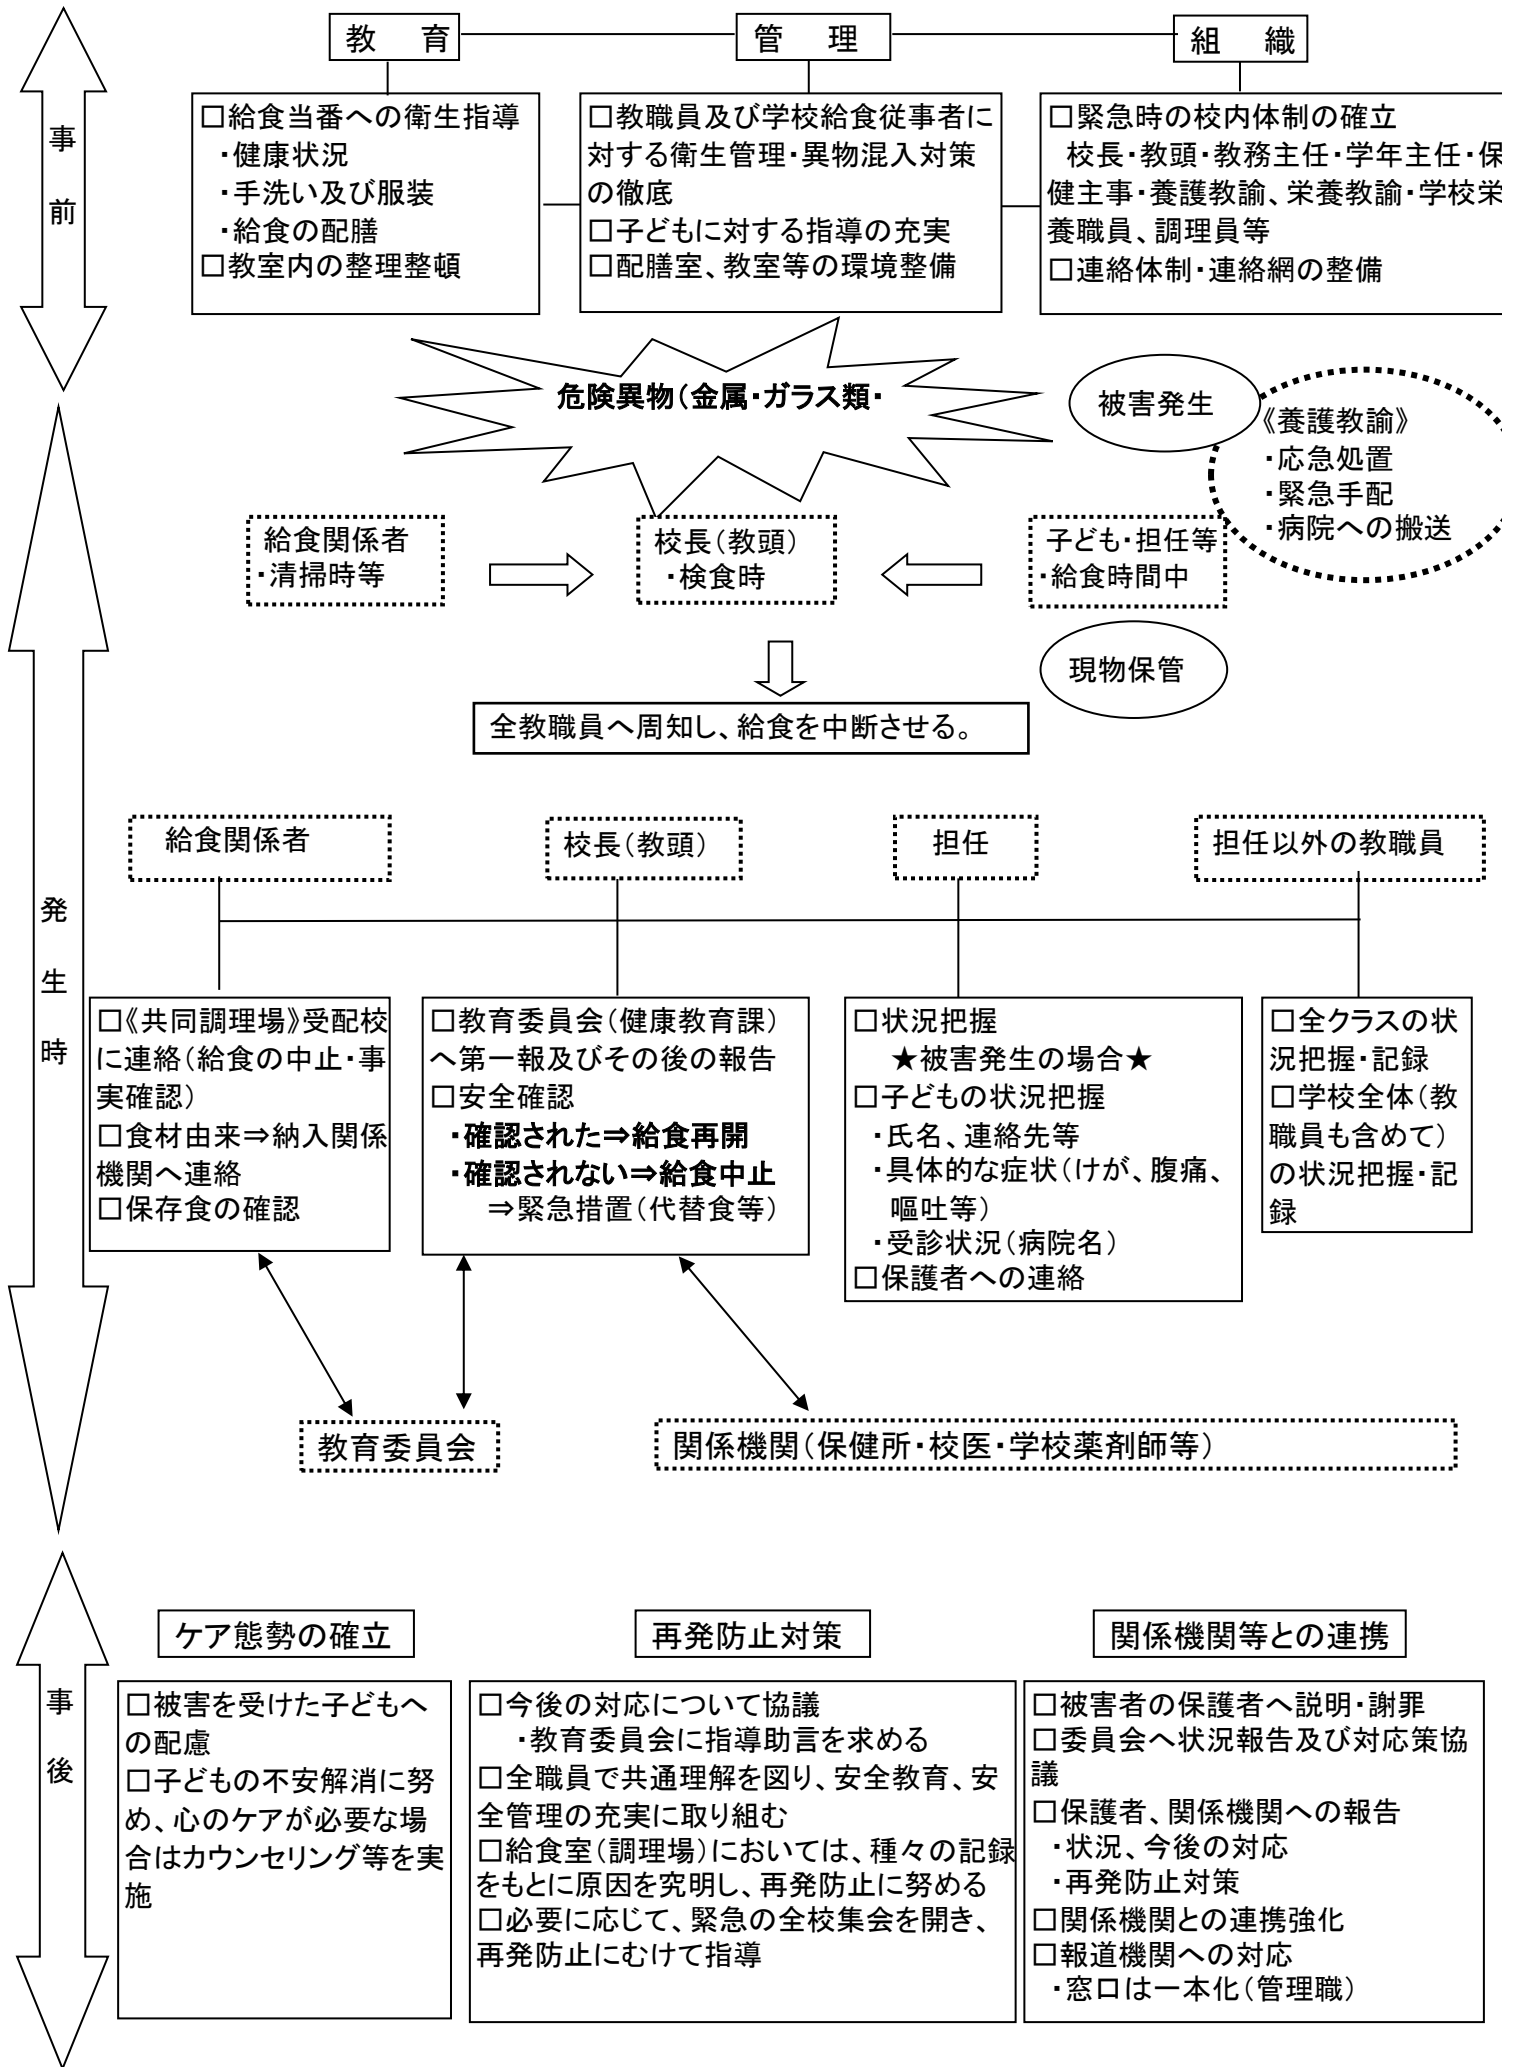 教 育
管 理
組 織
事
前
□給食当番への衛生指導
・健康状況
・手洗い及び服装
・給食の配膳
□教室内の整理整頓
□教職員及び学校給食従事者に
対する衛生管理・異物混入対策
の徹底
□子どもに対する指導の充実
□配膳室、教室等の環境整備
□緊急時の校内体制の確立
校長・教頭・教務主任・学年主任・保
健主事・養護教諭、栄養教諭・学校栄
養職員、調理員等
□連絡体制・連絡網の整備
危険異物(金属・ガラス類・
被害発生
《養護教諭》
・応急処置
・緊急手配
・病院への搬送
給食関係者
・清掃時等
校長(教頭)
・検食時
子ども・担任等
・給食時間中
現物保管
全教職員へ周知し、給食を中断させる。
発
生
時
給食関係者
校長(教頭)
担任
担任以外の教職員
□《共同調理場》受配校
に連絡(給食の中止・事
実確認)
□食材由来⇒納入関係
機関へ連絡
□保存食の確認
□教育委員会(健康教育課)
へ第一報及びその後の報告
□安全確認
・確認された⇒給食再開
・確認されない⇒給食中止
⇒緊急措置(代替食等)
□状況把握
★被害発生の場合★
□子どもの状況把握
・氏名、連絡先等
・具体的な症状(けが、腹痛、
嘔吐等)
・受診状況(病院名)
□保護者への連絡
□全クラスの状
況把握・記録
□学校全体(教
職員も含めて)
の状況把握・記
録
教育委員会
関係機関(保健所・校医・学校薬剤師等)
事
後
ケア態勢の確立
再発防止対策
関係機関等との連携
□被害を受けた子どもへ
の配慮
□子どもの不安解消に努
め、心のケアが必要な場
合はカウンセリング等を実
施
□今後の対応について協議
・教育委員会に指導助言を求める
□全職員で共通理解を図り、安全教育、安
全管理の充実に取り組む
□給食室(調理場)においては、種々の記録
をもとに原因を究明し、再発防止に努める
□必要に応じて、緊急の全校集会を開き、
再発防止にむけて指導
□被害者の保護者へ説明・謝罪
□委員会へ状況報告及び対応策協
議
□保護者、関係機関への報告
・状況、今後の対応
・再発防止対策
□関係機関との連携強化
□報道機関への対応
・窓口は一本化(管理職)